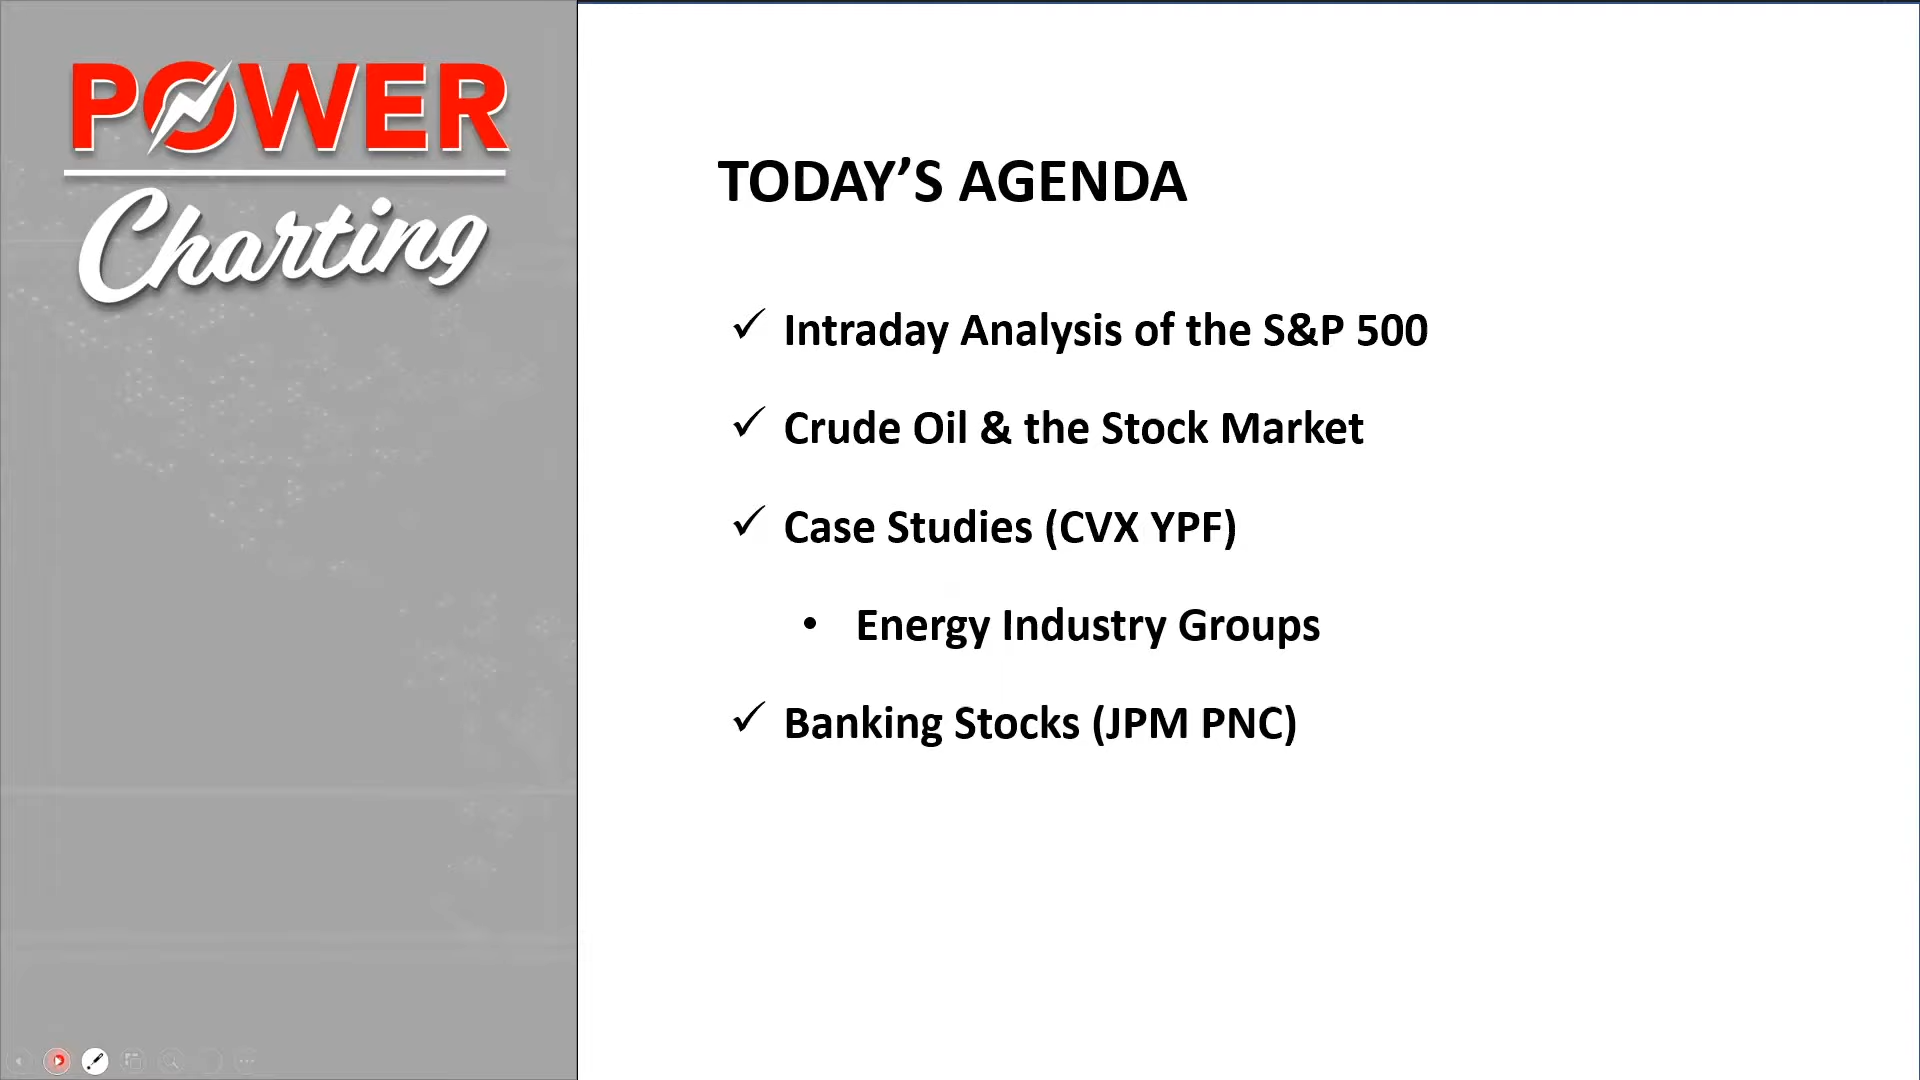 POWER
Charting
TODAY’S AGENDA
✓ Intraday Analysis of the S&P 500
✓ Crude Oil & the Stock Market
✓ Case Studies (CVX YPF)
• Energy Industry Groups
✓ Banking Stocks (JPM PNC)